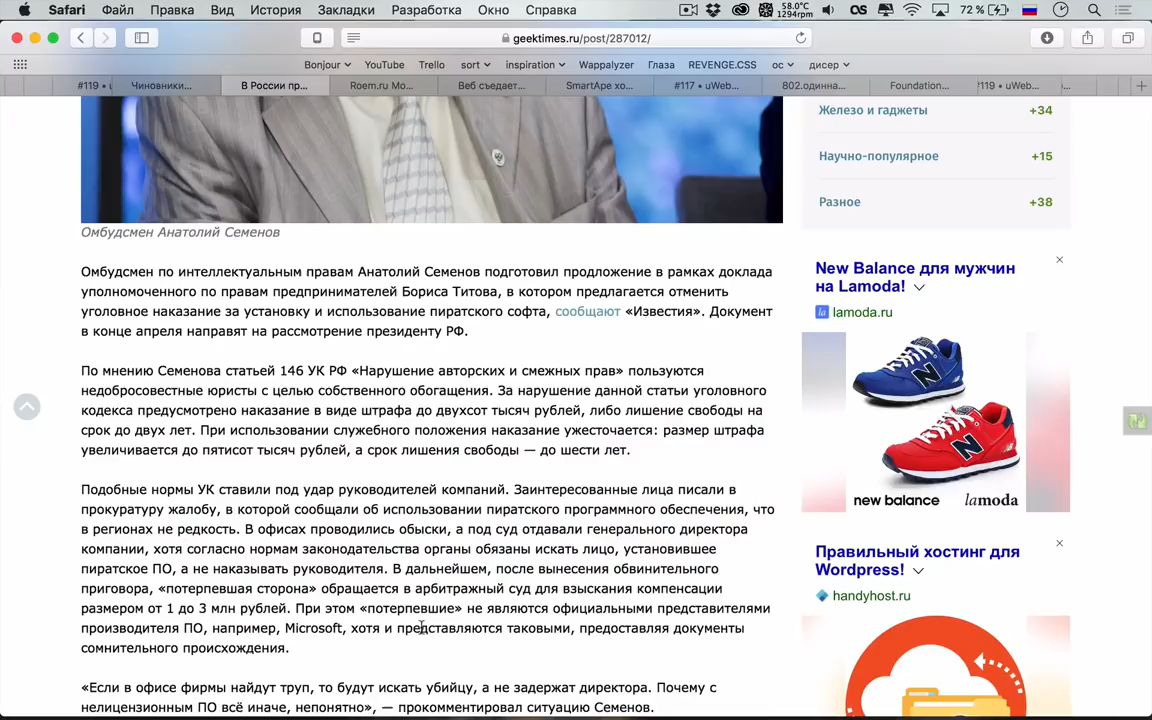 Safari Файл Правка Вид История Закладки Разработка Окно Справка 58.0°C 1294rpm OS 72 %
geektimes.ru/post/287012/
Bonjour YouTube Trello sort inspiration Wappalyzer Глаза REVENGE.CSS ос дисер
#119 • Чиновники... В России пр... Roem.ru Mo... Веб съедает... SmartApe хо... #117 • uWeb... 802.одинна... Foundation... #119 • uWeb...
Железо и гаджеты +34
Научно-популярное +15
Разное +38
Омбудсмен Анатолий Семенов
Омбудсмен по интеллектуальным правам Анатолий Семенов подготовил предложение в рамках доклада
уполномоченного по правам предпринимателей Бориса Титова, в котором предлагается отменить
уголовное наказание за установку и использование пиратского софта, сообщают «Известия». Документ
в конце апреля направят на рассмотрение президенту РФ.
По мнению Семенова статьей 146 УК РФ «Нарушение авторских и смежных прав» пользуются
недобросовестные юристы с целью собственного обогащения. За нарушение данной статьи уголовного
кодекса предусмотрено наказание в виде штрафа до двухсот тысяч рублей, либо лишение свободы на
срок до двух лет. При использовании служебного положения наказание ужесточается: размер штрафа
увеличивается до пятисот тысяч рублей, а срок лишения свободы — до шести лет.
Подобные нормы УК ставили под удар руководителей компаний. Заинтересованные лица писали в
прокуратуру жалобу, в которой сообщали об использовании пиратского программного обеспечения, что
в регионах не редкость. В офисах проводились обыски, а под суд отдавали генерального директора
компании, хотя согласно нормам законодательства органы обязаны искать лицо, установившее
пиратское ПО, а не наказывать руководителя. В дальнейшем, после вынесения обвинительного
приговора, «потерпевшая сторона» обращается в арбитражный суд для взыскания компенсации
размером от 1 до 3 млн рублей. При этом «потерпевшие» не являются официальными представителями
производителя ПО, например, Microsoft, хотя и представляются таковыми, предоставляя документы
сомнительного происхождения.
«Если в офисе фирмы найдут труп, то будут искать убийцу, а не задержат директора. Почему с
нелицензионным ПО всё иначе, непонятно», — прокомментировал ситуацию Семенов.
New Balance для мужчин
на Lamoda!
la lamoda.ru
new balance lamoda
Правильный хостинг для
Wordpress!
handyhost.ru